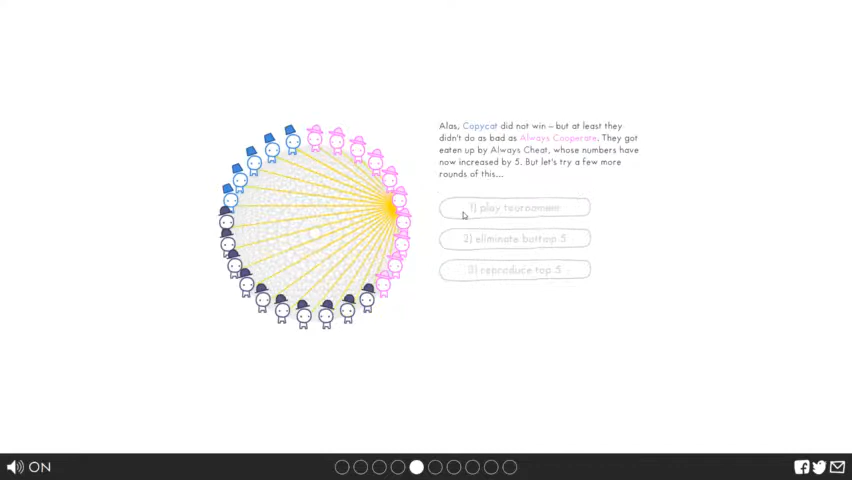 Alas, Copycat did not win – but at least they
didn't do as bad as Always Cooperate. They got
eaten up by Always Cheat, whose numbers have
now increased by 5. But let's try a few more
rounds of this...
1) play tournament
2) eliminate bottom 5
3) reproduce top 5
ON